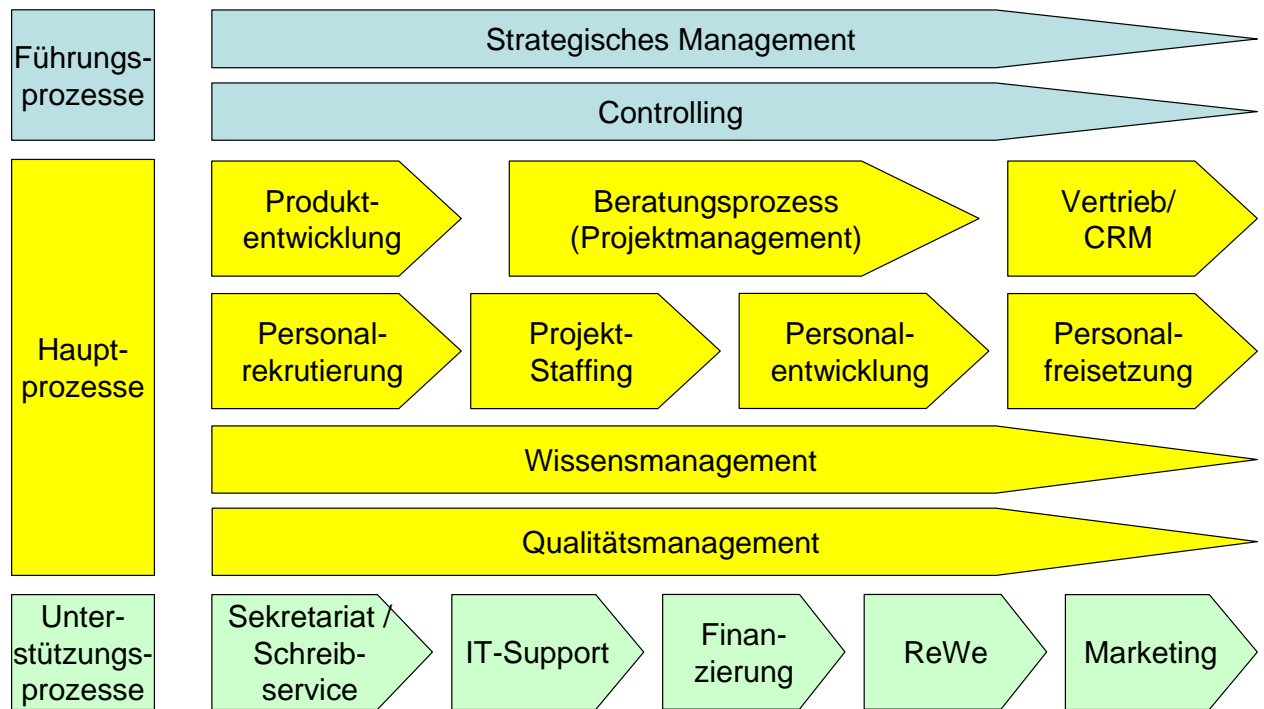 Führungs-
prozesse
Strategisches Management
Controlling
Haupt-
prozesse
Produkt-
entwicklung
Beratungsprozess
(Projektmanagement)
Vertrieb/
CRM
Personal-
rekrutierung
Projekt-
Staffing
Personal-
entwicklung
Personal-
freisetzung
Wissensmanagement
Qualitätsmanagement
Unter-
stützungs-
prozesse
Sekretariat /
Schreib-
service
IT-Support
Finan-
zierung
ReWe
Marketing